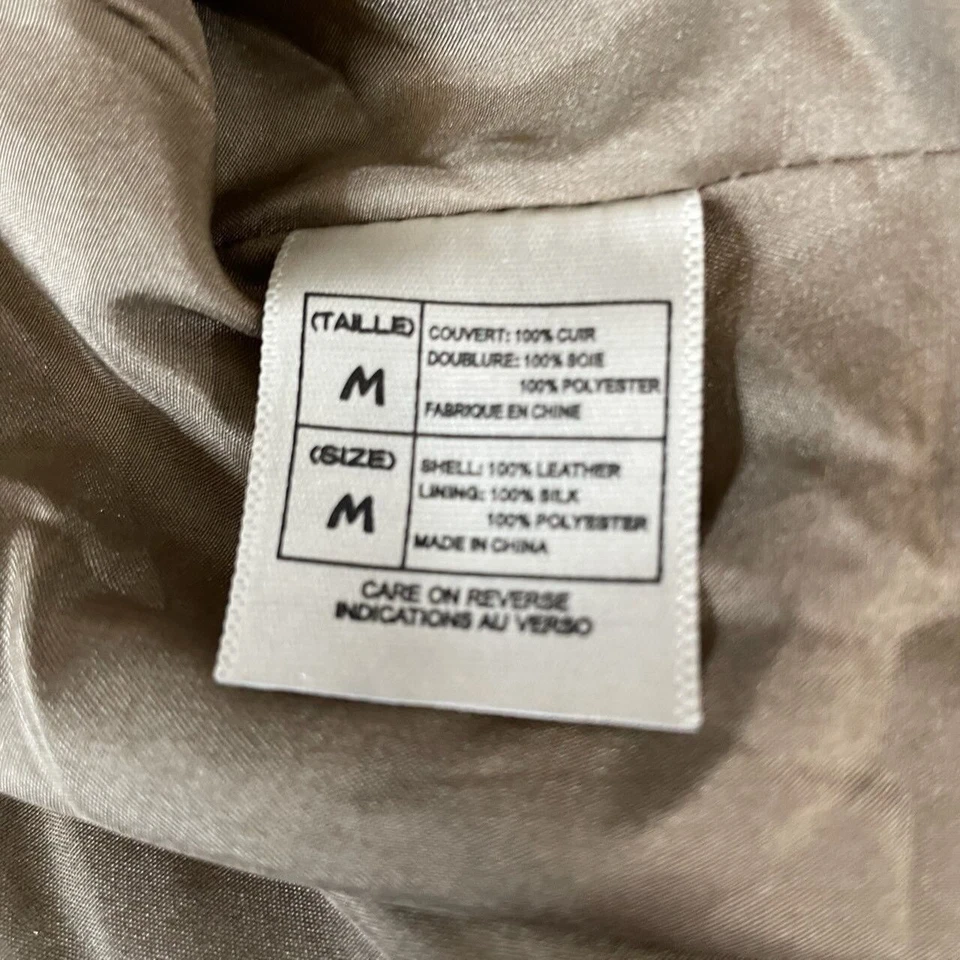 (TAILLE)
M
COUVERT: 100% CUIR
DOUBLURE: 100% SOIE
100% POLYESTER
FABRIQUE EN CHINE
(SIZE)
M
SHELL: 100% LEATHER
LINING: 100% SILK
100% POLYESTER
MADE IN CHINA
CARE ON REVERSE
INDICATIONS AU VERSO